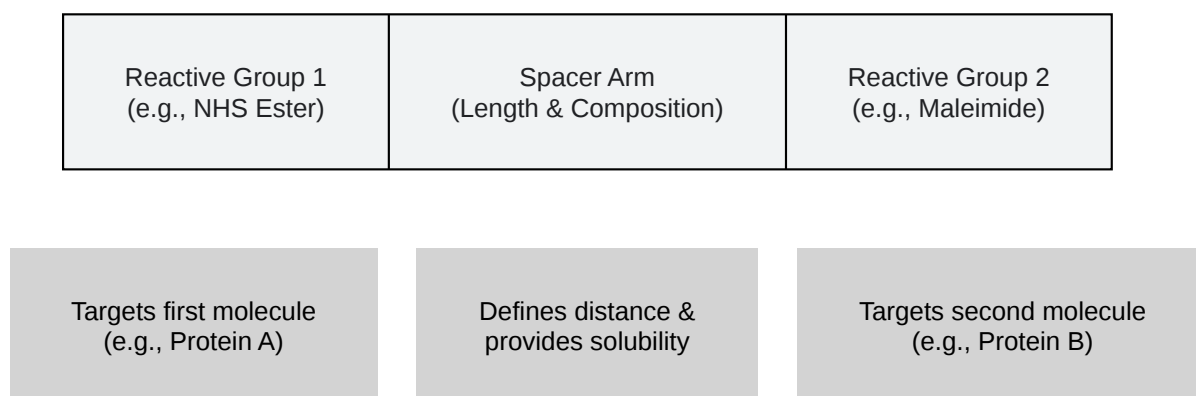 Reactive Group 1
(e.g., NHS Ester)
Spacer Arm
(Length & Composition)
Reactive Group 2
(e.g., Maleimide)
Targets first molecule
(e.g., Protein A)
Defines distance &
provides solubility
Targets second molecule
(e.g., Protein B)